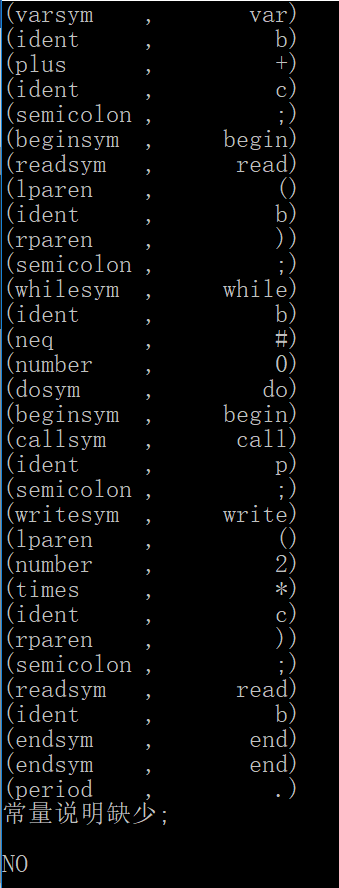 (varsym    ,        var)
(ident     ,          b)
(plus      ,          +)
(ident     ,          c)
(semicolon ,          ;)
(beginsym  ,      begin)
(readsym   ,       read)
(lparen    ,          ()
(ident     ,          b)
(rparen    ,          ))
(semicolon ,          ;)
(whilesym  ,      while)
(ident     ,          b)
(neq       ,          #)
(number    ,          0)
(dosym     ,         do)
(beginsym  ,      begin)
(callsym   ,       call)
(ident     ,          p)
(semicolon ,          ;)
(writesym  ,      write)
(lparen    ,          ()
(number    ,          2)
(times     ,          *)
(ident     ,          c)
(rparen    ,          ))
(semicolon ,          ;)
(readsym   ,       read)
(ident     ,          b)
(endsym    ,        end)
(endsym    ,        end)
(period    ,          .)
常量说明缺少;
NO